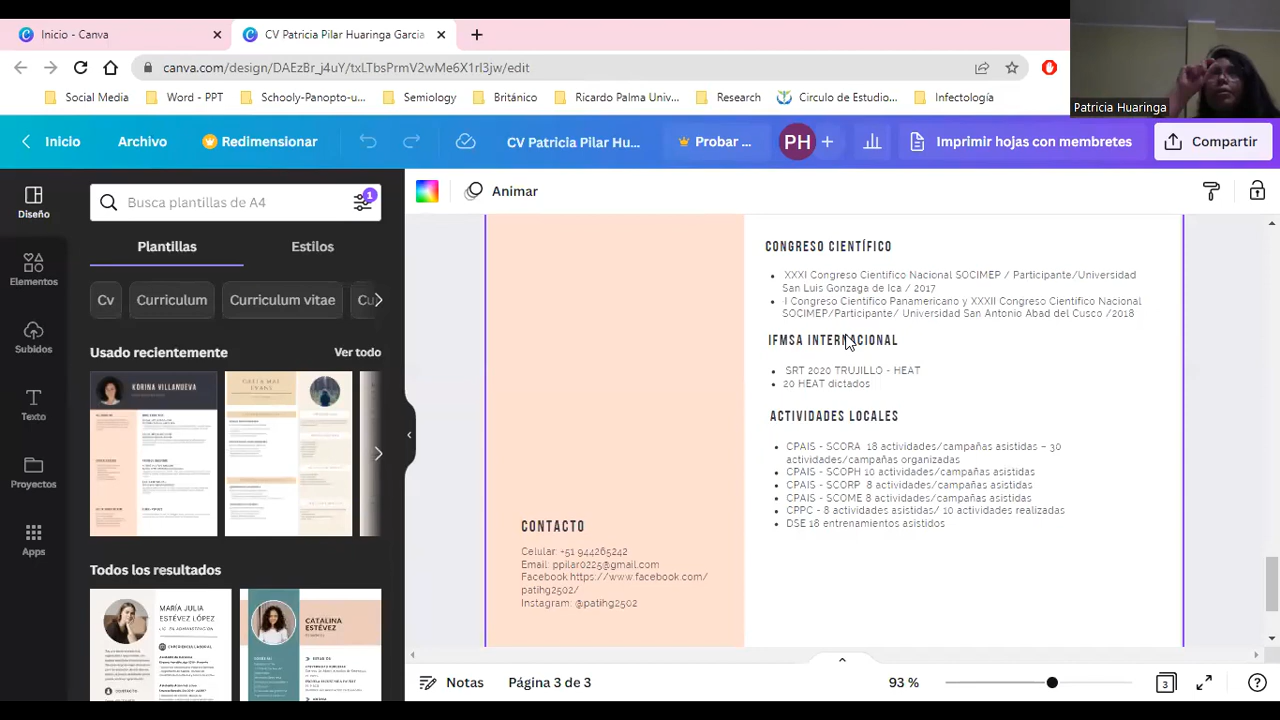 Inicio - Canva
CV Patricia Pilar Huaringa Garcia
canva.com/design/DAEzBr_j4uY/txLTbsPrmV2wMe6X1rl3jw/edit
Patricia Huaringa
Social Media
Word - PPT
Schooly-Panopto-u...
Semiology
Británico
Ricardo Palma Univ...
Research
Circulo de Estudio...
Infectología
Inicio
Archivo
Redimensionar
CV Patricia Pilar Hu...
Probar ...
PH
Imprimir hojas con membretes
Compartir
Animar
Diseño
Elementos
Subidos
Texto
Proyectos
Apps
Busca plantillas de A4
1
Plantillas
Estilos
Cv
Curriculum
Curriculum vitae
Cu
Usado recientemente
Ver todo
KORINA VILLANUEVA
Todos los resultados
MARÍA JULIA
ESTÉVEZ LÓPEZ
CATALINA
ESTÉVEZ
CONGRESO CIENTÍFICO
XXXI Congreso Cientifico Nacional SOCIMEP / Participante/Universidad
San Luis Gonzaga de Ica / 2017
I Congreso Cientifico Panamericano y XXXII Congreso Cientifico Nacional
SOCIMEP/Participante/ Universidad San Antonio Abad del Cusco /2018
IFMSA INTERNACIONAL
SRT 2020 TRUJILLO - HEAT
20 HEAT dictados
ACTIVIDADES LOCALES
CPAIS - SCORA 18 actividades/campañas asistidas – 30
actividades/campañas organizadas
CPAIS - SCOPH 10 actividades/campañas asistidas
CPAIS - SCORP 8 actividades/campañas asistidas
CPAIS - SCOME 8 actividades/campañas asistidas
8 actividades asistidas/ 10 actividades realizadas
DSE 18 entrenamientos asistidos
CONTACTO
Celular: +51 944265242
Email: ppilar0225@gmail.com
Facebook https://www.facebook.com/
patihg2502/
Instagram: @patihg2502
Notas
Página 3 de 3
93 %
3